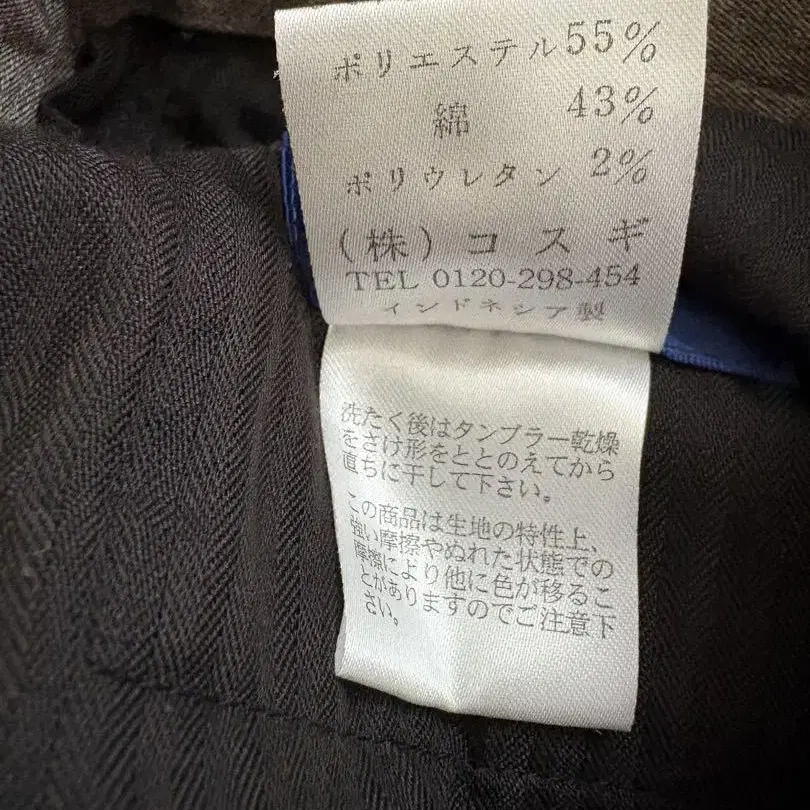 ポリエステル 55%
綿 43%
ポリウレタン 2%
(株) コスギ
TEL 0120-298-454
インドネシア製
洗たく後はタンブラー乾燥
をさけ形をととのえてから
直ちに干して下さい。
この商品は生地の特性上、
強い摩擦やぬれた状態での
摩擦により他に色が移るこ
とがありますのでご注意下
さい。